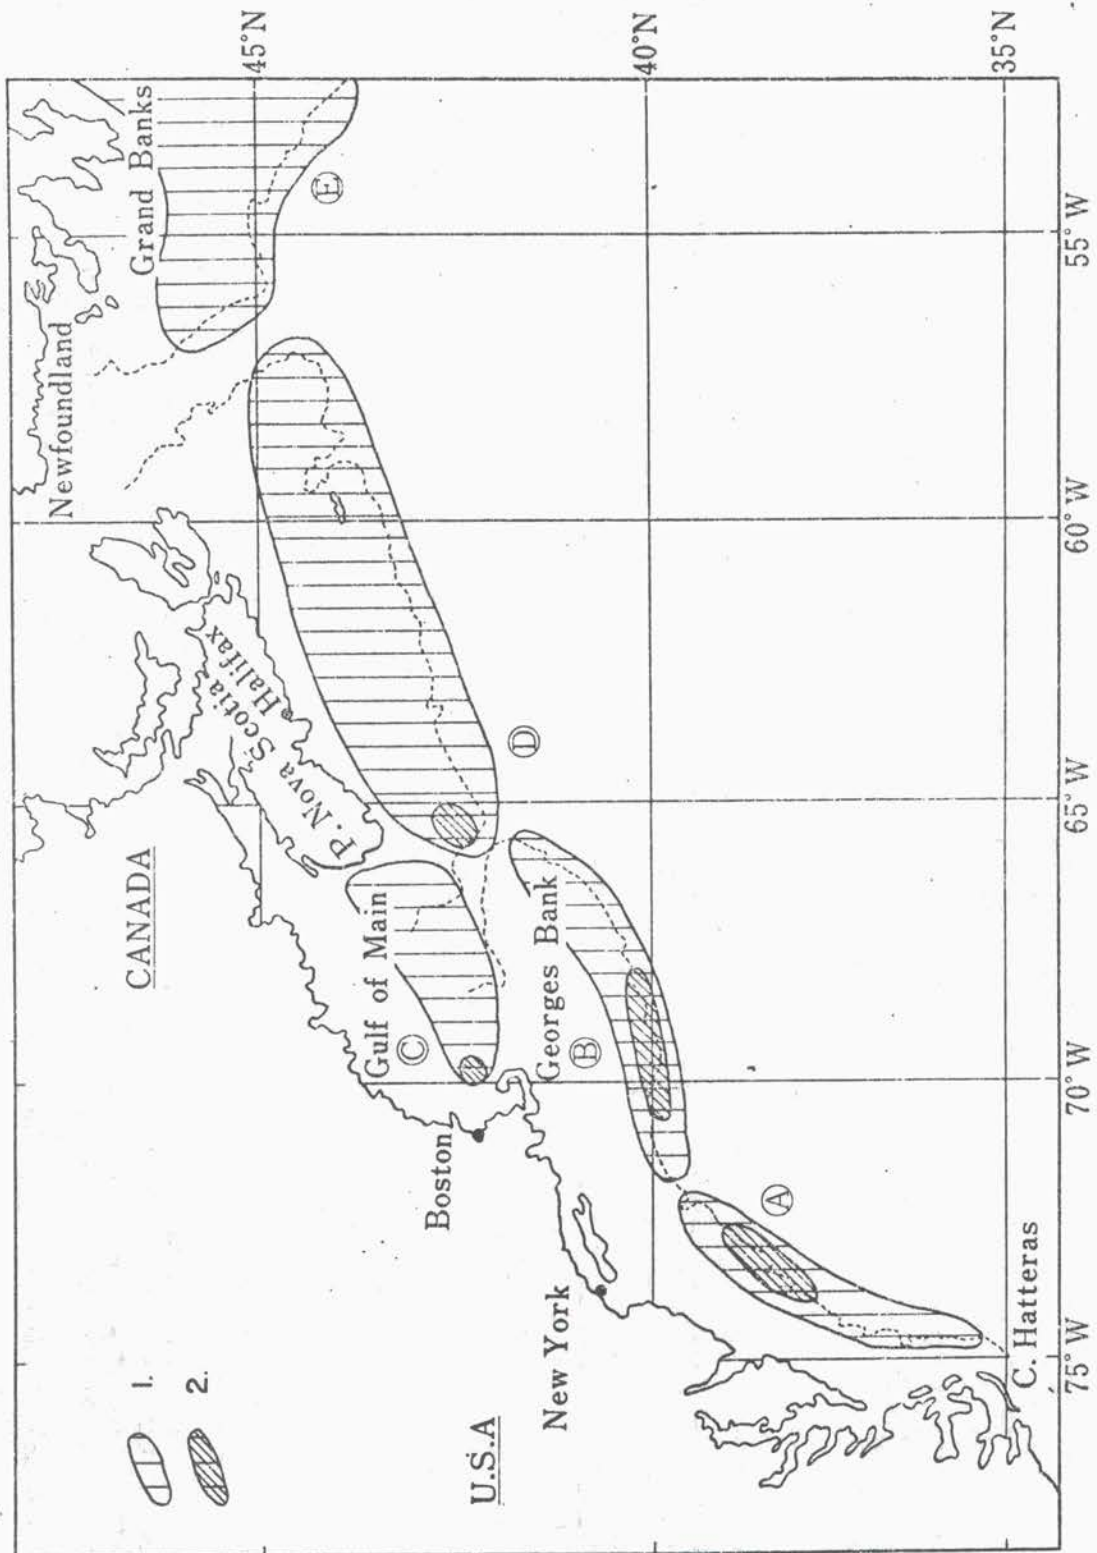 45°N
40°N
35°N
Grand Banks
Newfoundland
Ⓔ
55° W
60° W
65° W
70° W
75° W
P. Nova Scotia
Halifax
Ⓓ
CANADA
Gulf of Main
Ⓒ
Georges Bank
Ⓑ
Boston
Ⓐ
New York
C. Hatteras
U.S.A
1.
2.